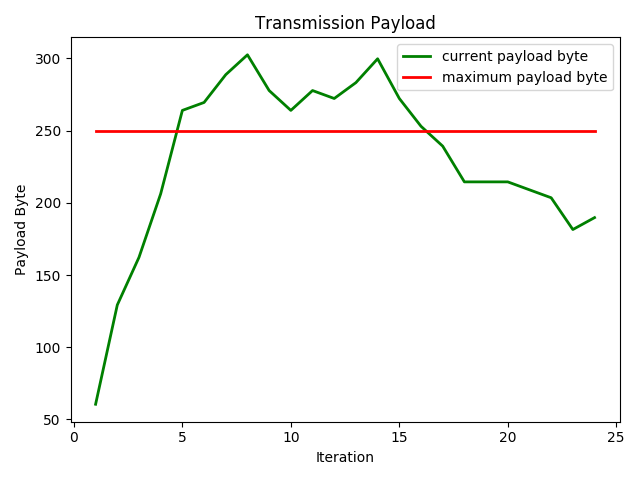 Transmission Payload
current payload byte
maximum payload byte
Payload Byte
300
250
200
150
100
50
0 5 10 15 20 25
Iteration